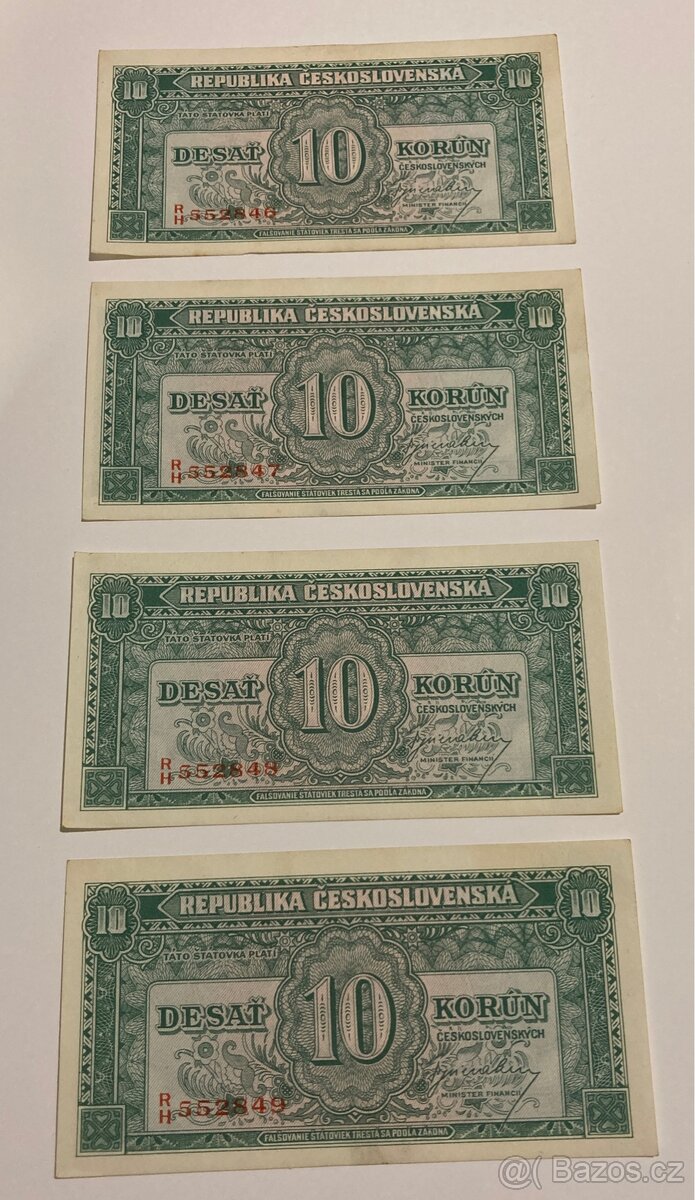 10 REPUBLIKA ČESKOSLOVENSKÁ 10
TATO ŠTÁTOVKA PLATÍ
DESAŤ 10 KORÚN
ČESKOSLOVENSKÝCH
MINISTER FINANCIÍ
R/H 552846
FALŠOVANIE ŠTÁTOVIEK TRESTÁ SA PODĽA ZÁKONA
10 REPUBLIKA ČESKOSLOVENSKÁ 10
TATO ŠTÁTOVKA PLATÍ
DESAŤ 10 KORÚN
ČESKOSLOVENSKÝCH
MINISTER FINANCIÍ
R/H 552847
FALŠOVANIE ŠTÁTOVIEK TRESTÁ SA PODĽA ZÁKONA
10 REPUBLIKA ČESKOSLOVENSKÁ 10
TATO ŠTÁTOVKA PLATÍ
DESAŤ 10 KORÚN
ČESKOSLOVENSKÝCH
MINISTER FINANCIÍ
R/H 552848
FALŠOVANIE ŠTÁTOVIEK TRESTÁ SA PODĽA ZÁKONA
10 REPUBLIKA ČESKOSLOVENSKÁ 10
TATO ŠTÁTOVKA PLATÍ
DESAŤ 10 KORÚN
ČESKOSLOVENSKÝCH
MINISTER FINANCIÍ
R/H 552849
FALŠOVANIE ŠTÁTOVIEK TRESTÁ SA PODĽA ZÁKONA
@( Bazos.cz